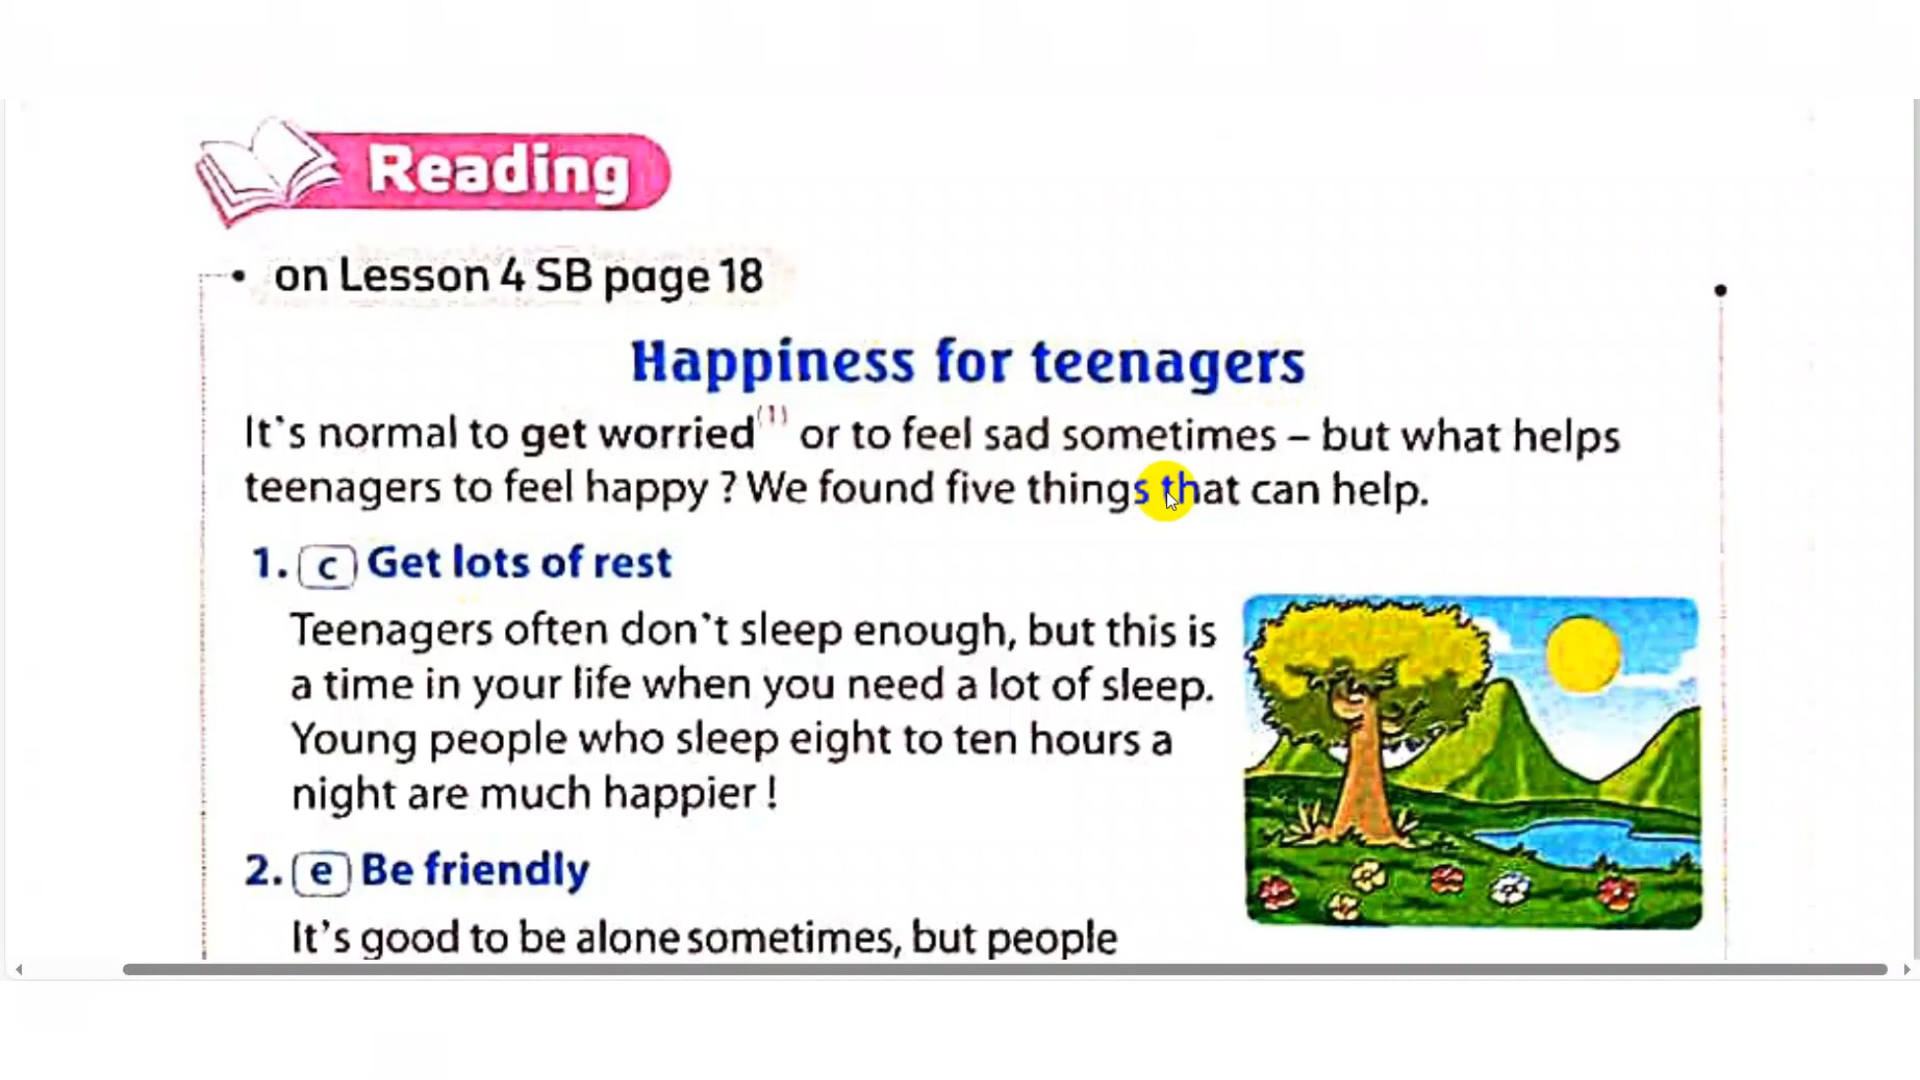 Reading
• on Lesson 4 SB page 18
Happiness for teenagers
It's normal to get worried(1) or to feel sad sometimes – but what helps
teenagers to feel happy ? We found five things that can help.
1. c Get lots of rest
Teenagers often don't sleep enough, but this is
a time in your life when you need a lot of sleep.
Young people who sleep eight to ten hours a
night are much happier !
2. e Be friendly
It's good to be alone sometimes, but people